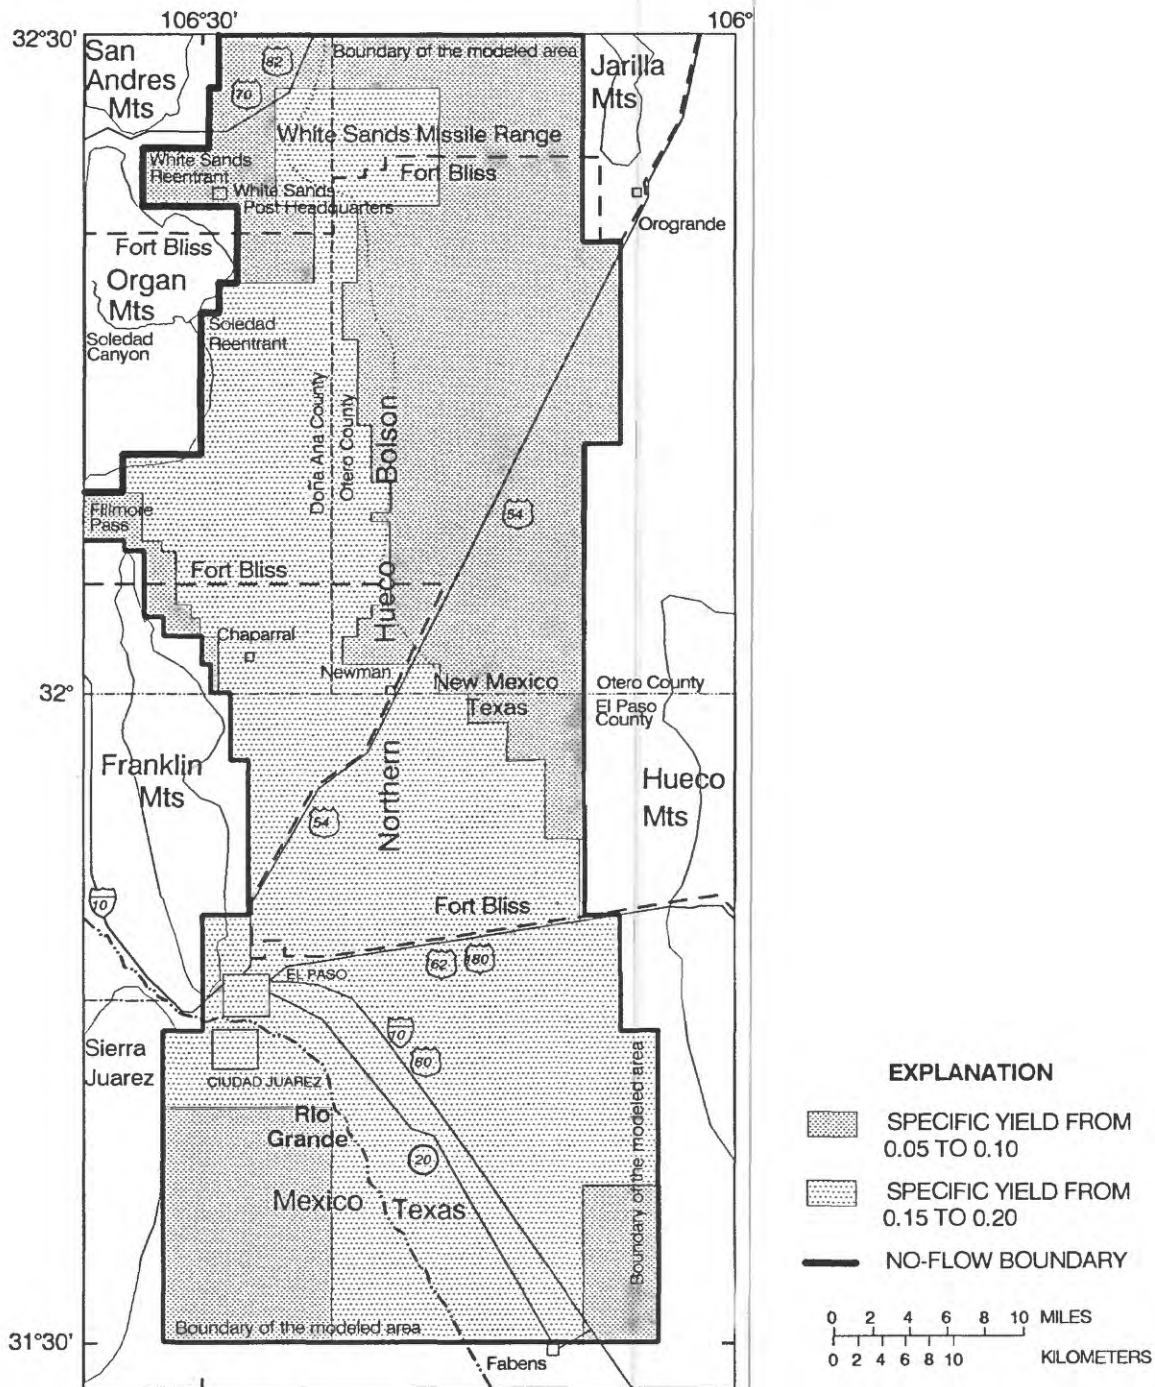 106°30'
106°
32°30'
San
Andres
Mts
82
Boundary of the modeled area
Jarilla
Mts
70
White Sands Missile Range
White Sands
Reentrant
Fort Bliss
White Sands
Post Headquarters
Orogrande
Fort Bliss
Organ
Mts
Soledad
Canyon
Soledad
Reentrant
Doña Ana County
Otero County
Northern Hueco Bolson
Fillmore
Pass
54
Fort Bliss
Chaparral
Newman
32°
New Mexico
Texas
Otero County
El Paso
County
Franklin
Mts
Hueco
Mts
54
10
Fort Bliss
62
180
EL PASO
10
80
Sierra
Juarez
CIUDAD JUAREZ
Rio
Grande
20
Mexico
Texas
Boundary of the modeled area
Boundary of the modeled area
31°30'
Fabens
EXPLANATION
SPECIFIC YIELD FROM
0.05 TO 0.10
SPECIFIC YIELD FROM
0.15 TO 0.20
NO-FLOW BOUNDARY
0 2 4 6 8 10 MILES
0 2 4 6 8 10 KILOMETERS